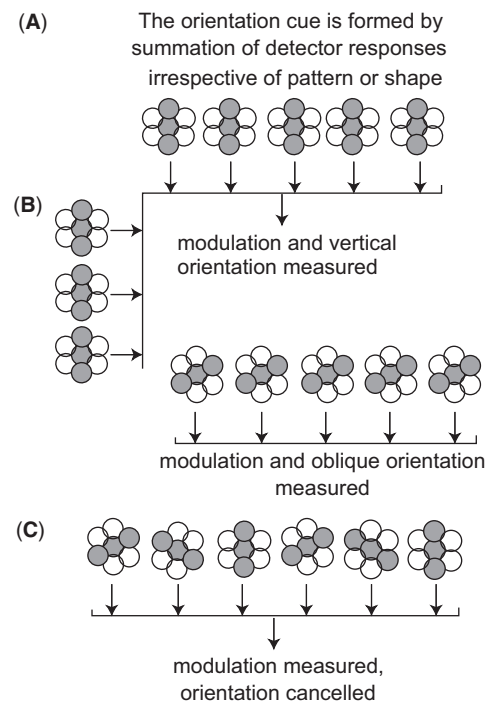 (A)
The orientation cue is formed by
summation of detector responses
irrespective of pattern or shape
(B)
modulation and vertical
orientation measured
modulation and oblique orientation
measured
(C)
modulation measured,
orientation cancelled